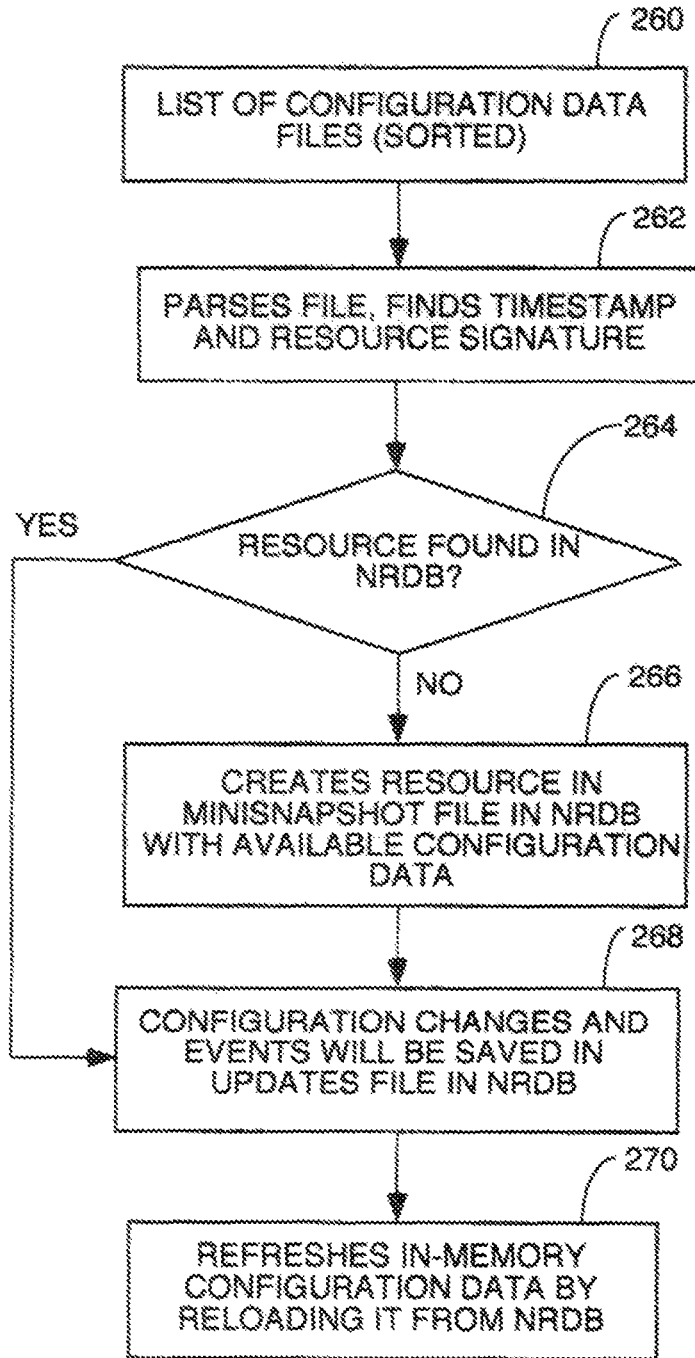 260
LIST OF CONFIGURATION DATA
FILES (SORTED)
262
PARSES FILE, FINDS TIMESTAMP
AND RESOURCE SIGNATURE
264
YES
RESOURCE FOUND IN
NRDB?
NO
266
CREATES RESOURCE IN
MINISNAPSHOT FILE IN NRDB
WITH AVAILABLE CONFIGURATION
DATA
268
CONFIGURATION CHANGES AND
EVENTS WILL BE SAVED IN
UPDATES FILE IN NRDB
270
REFRESHES IN-MEMORY
CONFIGURATION DATA BY
RELOADING IT FROM NRDB